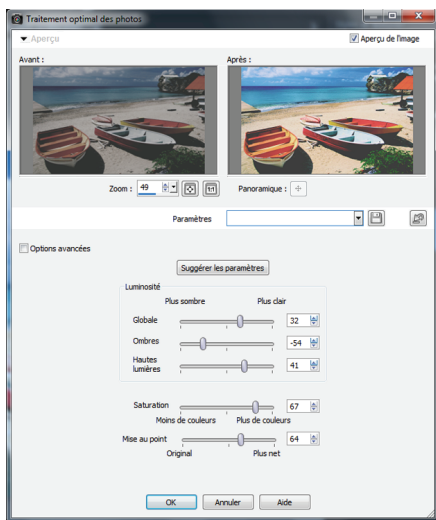 Traitement optimal des photos
Aperçu
Aperçu de l'image
Avant :
Après :
Zoom : 49 1:1 Panoramique :
Paramètres
Options avancées
Suggérer les paramètres
Luminosité
Plus sombre Plus clair
Globale 32
Ombres -54
Hautes
lumières 41
Saturation 67
Moins de couleurs Plus de couleurs
Mise au point 64
Original Plus net
OK Annuler Aide